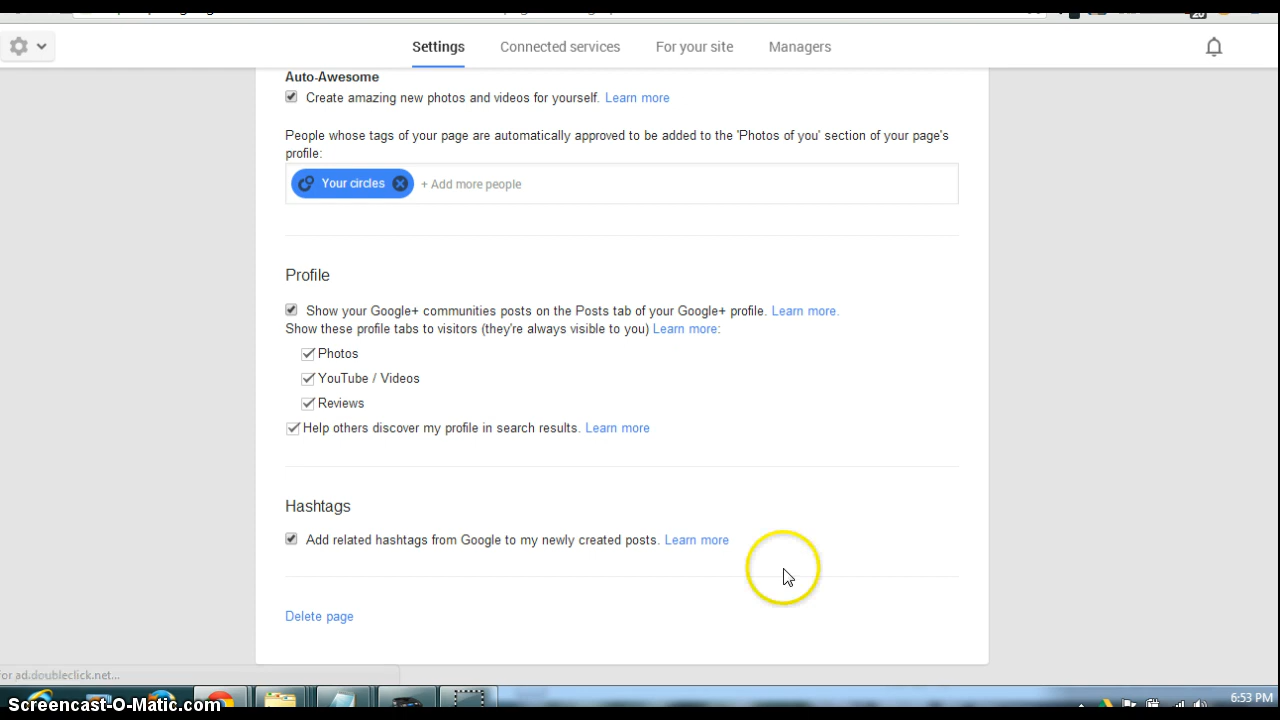 Settings Connected services For your site Managers
Auto-Awesome
Create amazing new photos and videos for yourself. Learn more
People whose tags of your page are automatically approved to be added to the 'Photos of you' section of your page's
profile:
Your circles + Add more people
Profile
Show your Google+ communities posts on the Posts tab of your Google+ profile. Learn more.
Show these profile tabs to visitors (they're always visible to you) Learn more:
Photos
YouTube / Videos
Reviews
Help others discover my profile in search results. Learn more
Hashtags
Add related hashtags from Google to my newly created posts. Learn more
Delete page
for ad.doubleclick.net...
6:53 PM
Screencast-O-Matic.com